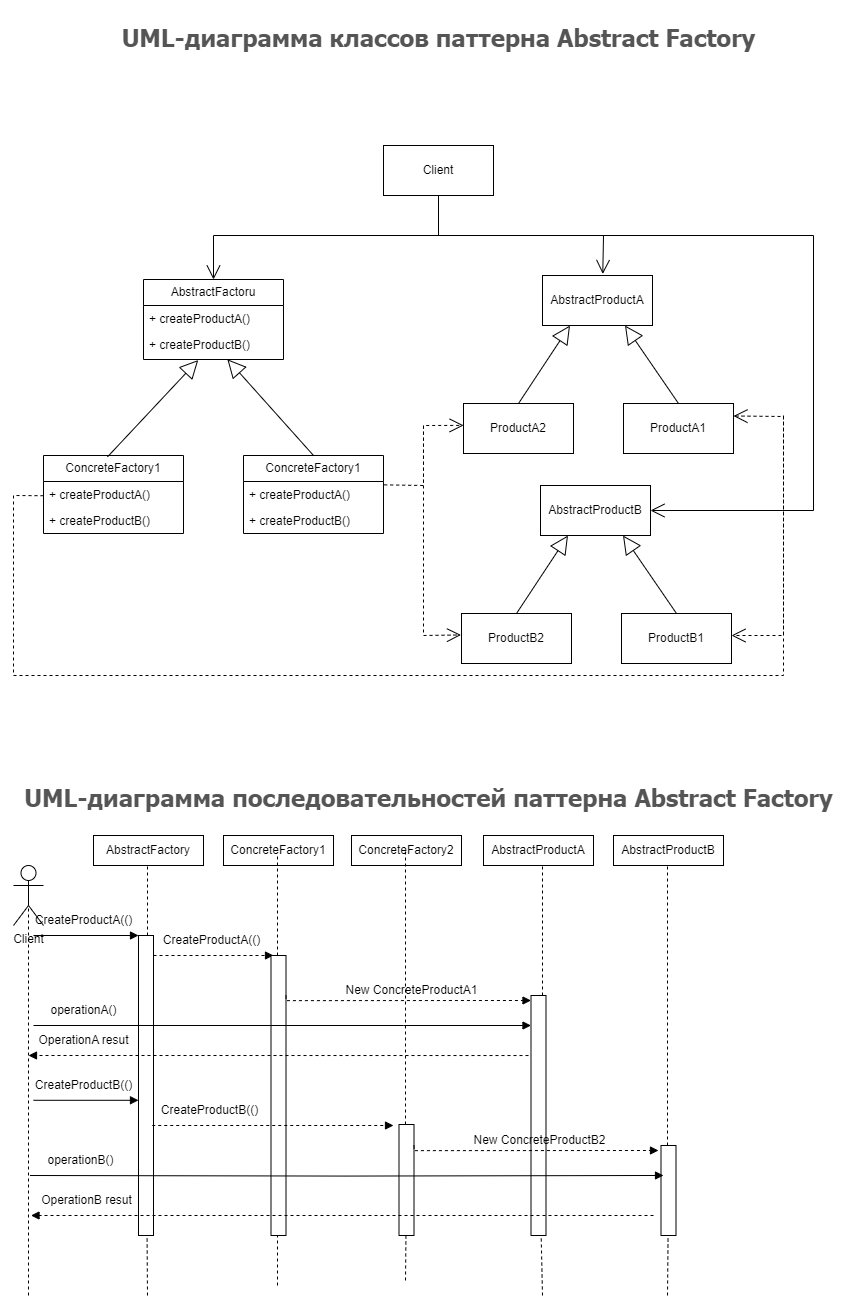 UML-диаграмма классов паттерна Abstract Factory
Client
AbstractFactoru
+ createProductA()
+ createProductB()
AbstractProductA
ProductA2
ProductA1
ConcreteFactory1
+ createProductA()
+ createProductB()
ConcreteFactory1
+ createProductA()
+ createProductB()
AbstractProductB
ProductB2
ProductB1
UML-диаграмма последовательностей паттерна Abstract Factory
AbstractFactory
ConcreteFactory1
ConcreteFactory2
AbstractProductA
AbstractProductB
CreateProductA(()
Client
CreateProductA(()
New ConcreteProductA1
operationA()
OperationA resut
CreateProductB(()
CreateProductB(()
New ConcreteProductB2
operationB()
OperationB resut